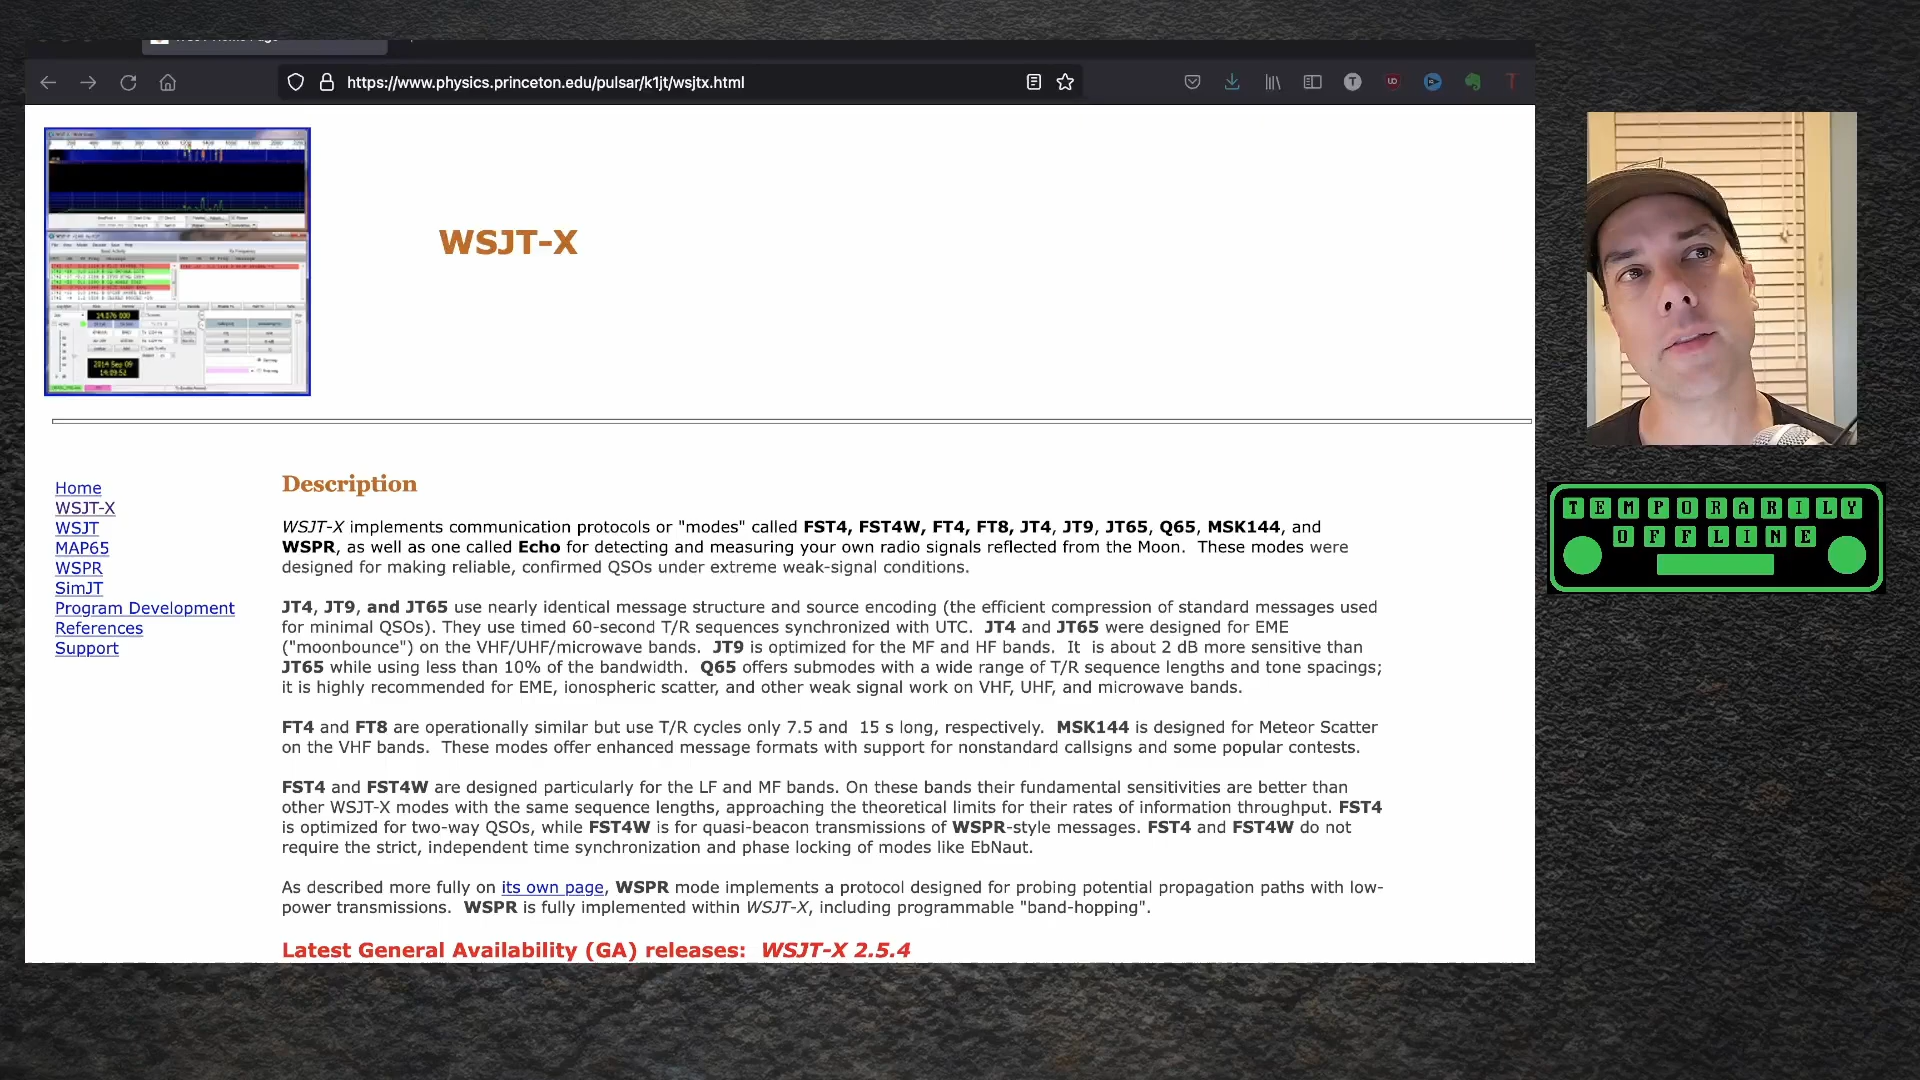 https://www.physics.princeton.edu/pulsar/k1jt/wsjtx.html
WSJT-X
Home
WSJT-X
WSJT
MAP65
WSPR
SimJT
Program Development
References
Support
Description
WSJT-X implements communication protocols or "modes" called FST4, FST4W, FT4, FT8, JT4, JT9, JT65, Q65, MSK144, and
WSPR, as well as one called Echo for detecting and measuring your own radio signals reflected from the Moon. These modes were
designed for making reliable, confirmed QSOs under extreme weak-signal conditions.
JT4, JT9, and JT65 use nearly identical message structure and source encoding (the efficient compression of standard messages used
for minimal QSOs). They use timed 60-second T/R sequences synchronized with UTC. JT4 and JT65 were designed for EME
("moonbounce") on the VHF/UHF/microwave bands. JT9 is optimized for the MF and HF bands. It is about 2 dB more sensitive than
JT65 while using less than 10% of the bandwidth. Q65 offers submodes with a wide range of T/R sequence lengths and tone spacings;
it is highly recommended for EME, ionospheric scatter, and other weak signal work on VHF, UHF, and microwave bands.
FT4 and FT8 are operationally similar but use T/R cycles only 7.5 and 15 s long, respectively. MSK144 is designed for Meteor Scatter
on the VHF bands. These modes offer enhanced message formats with support for nonstandard callsigns and some popular contests.
FST4 and FST4W are designed particularly for the LF and MF bands. On these bands their fundamental sensitivities are better than
other WSJT-X modes with the same sequence lengths, approaching the theoretical limits for their rates of information throughput. FST4
is optimized for two-way QSOs, while FST4W is for quasi-beacon transmissions of WSPR-style messages. FST4 and FST4W do not
require the strict, independent time synchronization and phase locking of modes like EbNaut.
As described more fully on its own page, WSPR mode implements a protocol designed for probing potential propagation paths with low-
power transmissions. WSPR is fully implemented within WSJT-X, including programmable "band-hopping".
Latest General Availability (GA) releases: WSJT-X 2.5.4
TEMPORARILY
OFFLINE